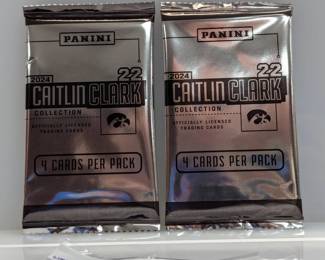 PANINI
22
2024
CAITLIN CLARK
COLLECTION
OFFICIALLY LICENSED
TRADING CARDS
4 CARDS PER PACK
PANINI
22
2024
CAITLIN CLARK
COLLECTION
OFFICIALLY LICENSED
TRADING CARDS
4 CARDS PER PACK